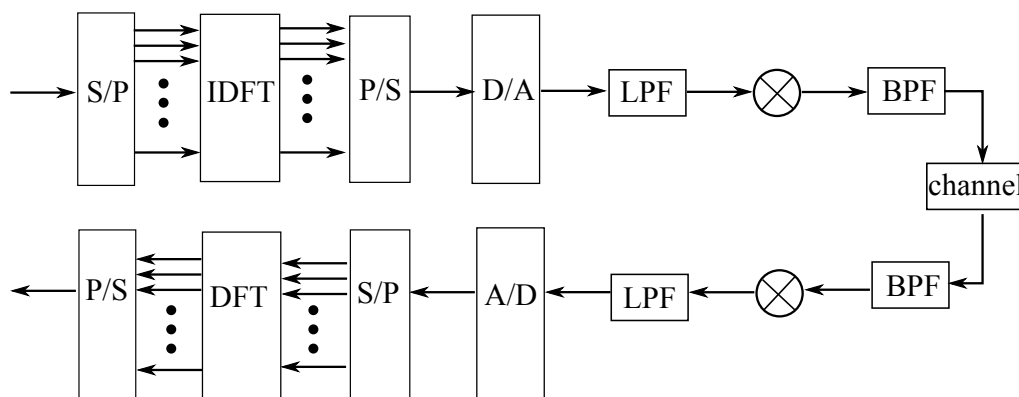 S/P
IDFT
P/S
D/A
LPF
BPF
channel
P/S
DFT
S/P
A/D
LPF
BPF